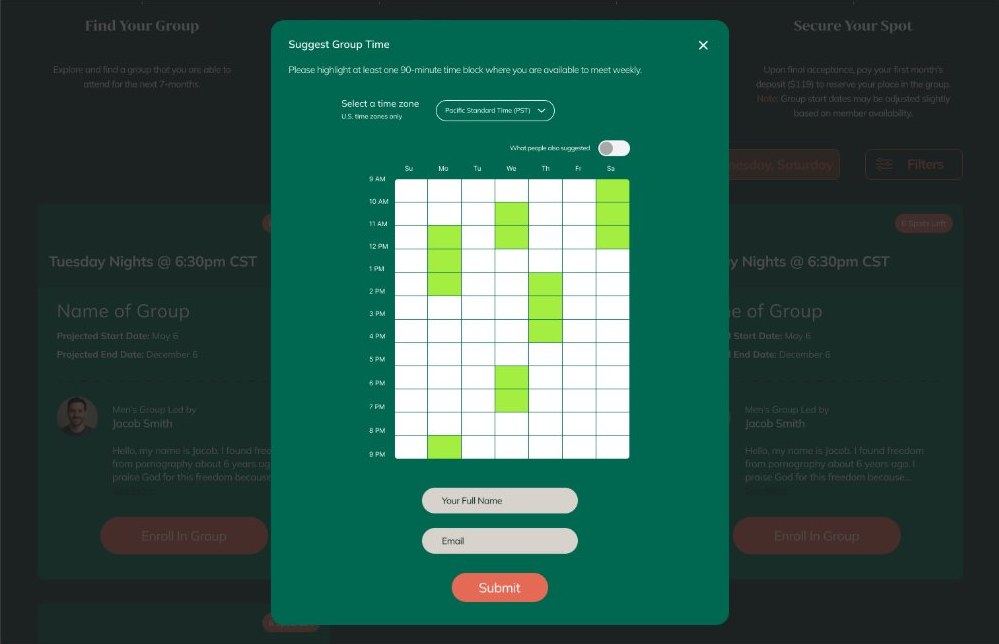 Find Your Group
Secure Your Spot
Explore and find a group that you are able to
attend for the next 7-months.
Upon final acceptance, pay your first month's
deposit ($119) to reserve your place in the group.
Note: Group start dates may be adjusted slightly
based on member availability.
Suggest Group Time
Please highlight at least one 90-minute time block where you are available to meet weekly.
Select a time zone
U.S. time zones only
Pacific Standard Time (PST)
What people also suggested
Su Mo Tu We Th Fr Sa
9 AM
10 AM
11 AM
12 PM
1 PM
2 PM
3 PM
4 PM
5 PM
6 PM
7 PM
8 PM
9 PM
Your Full Name
Email
Submit
Saturday
Filters
Tuesday Nights @ 6:30pm CST
Name of Group
Projected Start Date: May 6
Projected End Date: December 6
Men's Group Led by
Jacob Smith
Hello, my name is Jacob. I found free
from pornography about 6 years ag
praise God for this freedom because
Enroll In Group
6 Spots Left
y Nights @ 6:30pm CST
e of Group
Start Date: May 6
End Date: December 6
Men's Group Led by
Jacob Smith
Hello, my name is Jacob. I found freedom
from pornography about 6 years ago. I
praise God for this freedom because...
Enroll In Group